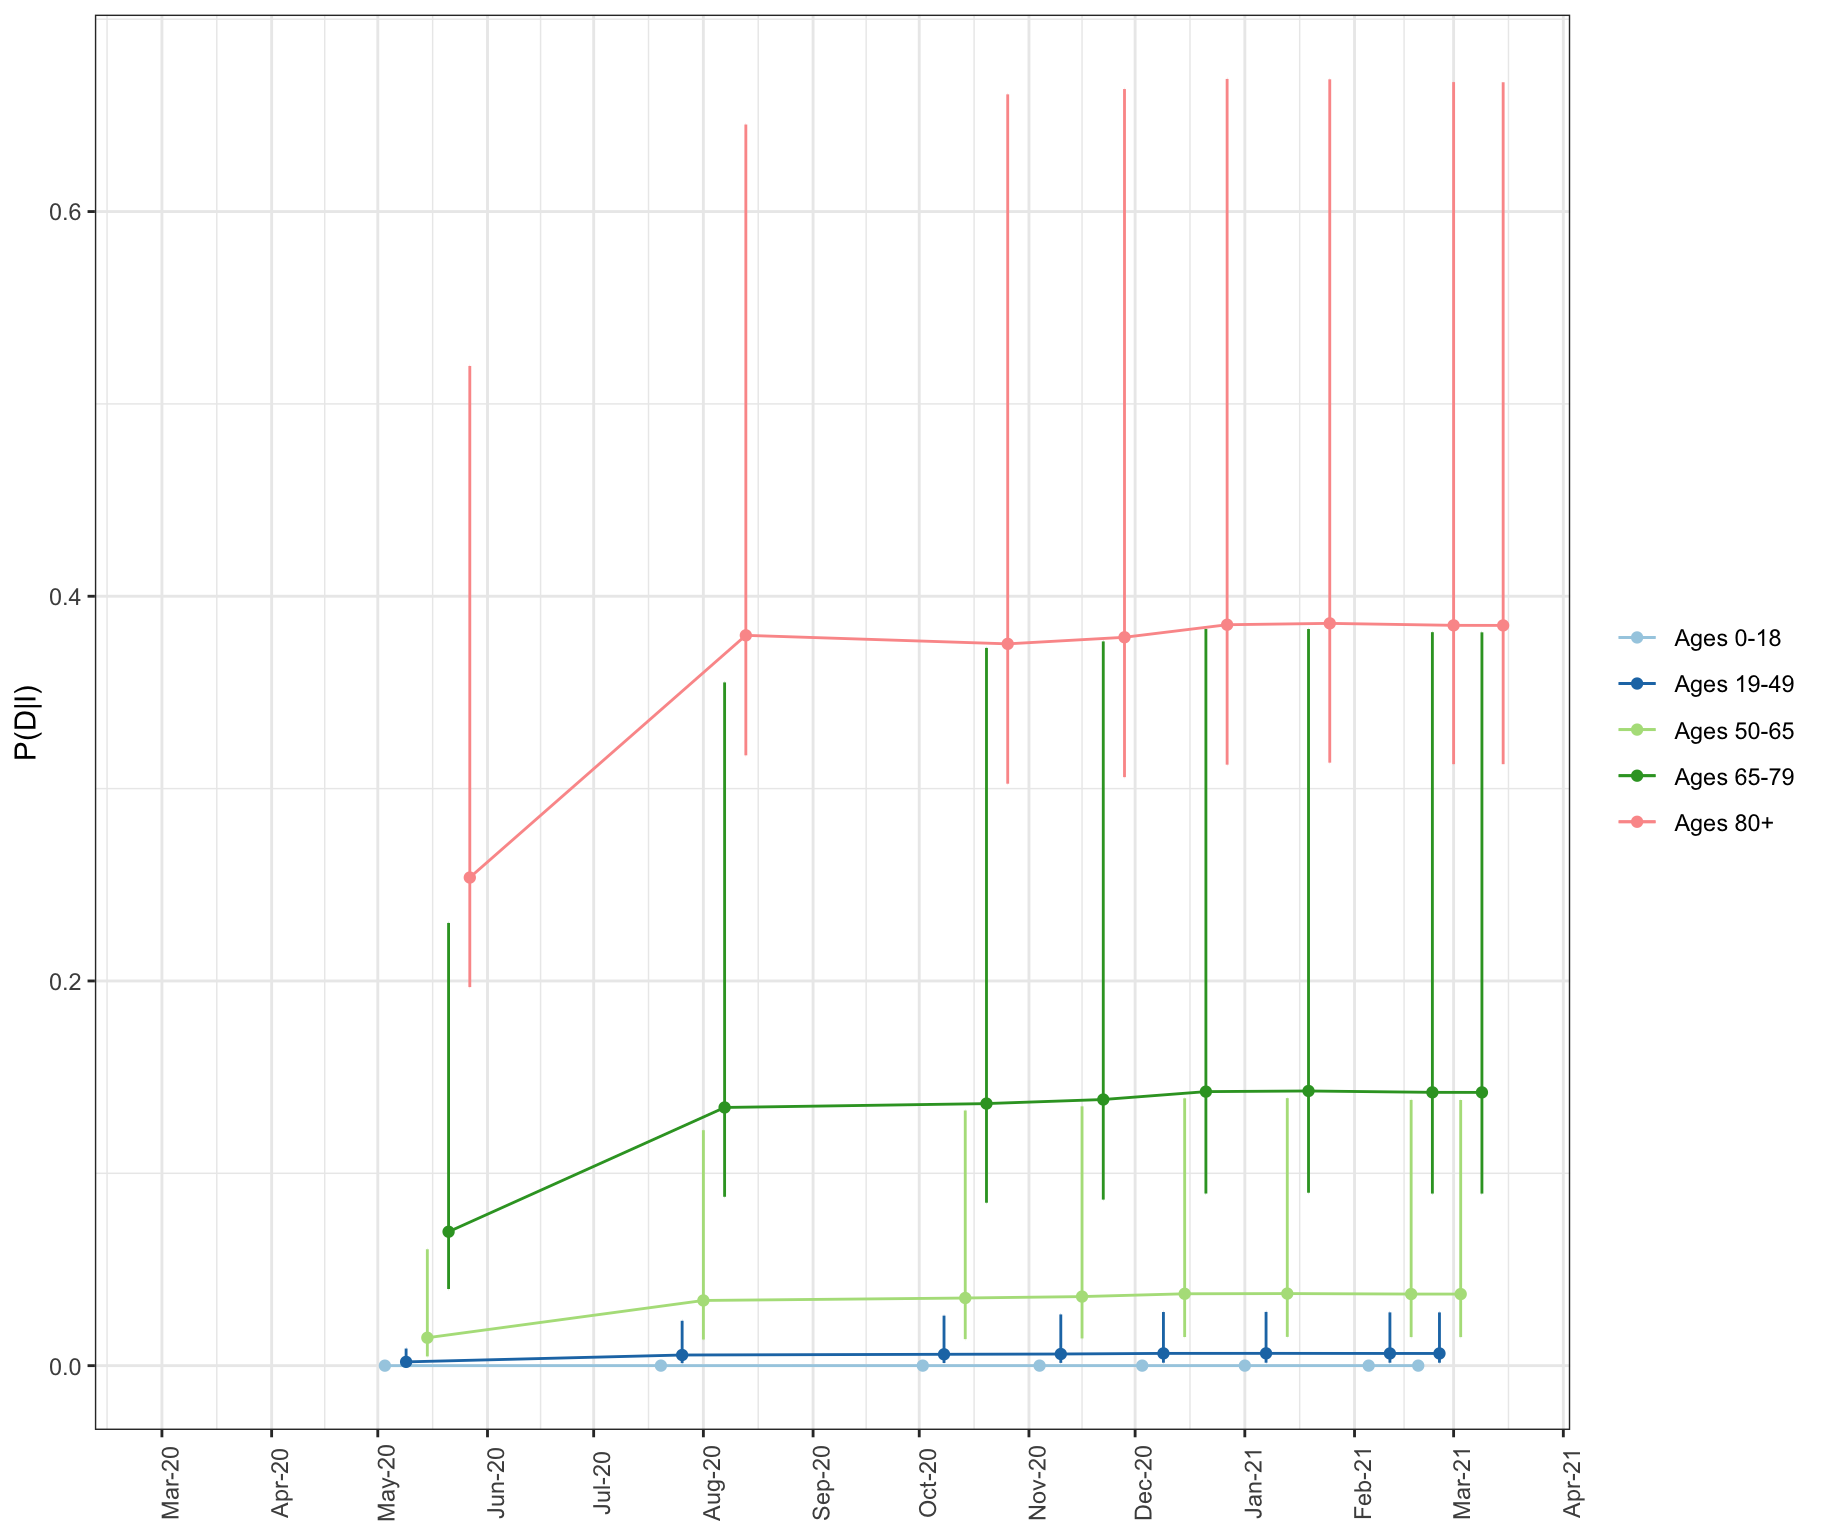 P(D|I)
0.6
0.4
0.2
0.0
Mar-20
Apr-20
May-20
Jun-20
Jul-20
Aug-20
Sep-20
Oct-20
Nov-20
Dec-20
Jan-21
Feb-21
Mar-21
Apr-21
Ages 0-18
Ages 19-49
Ages 50-65
Ages 65-79
Ages 80+